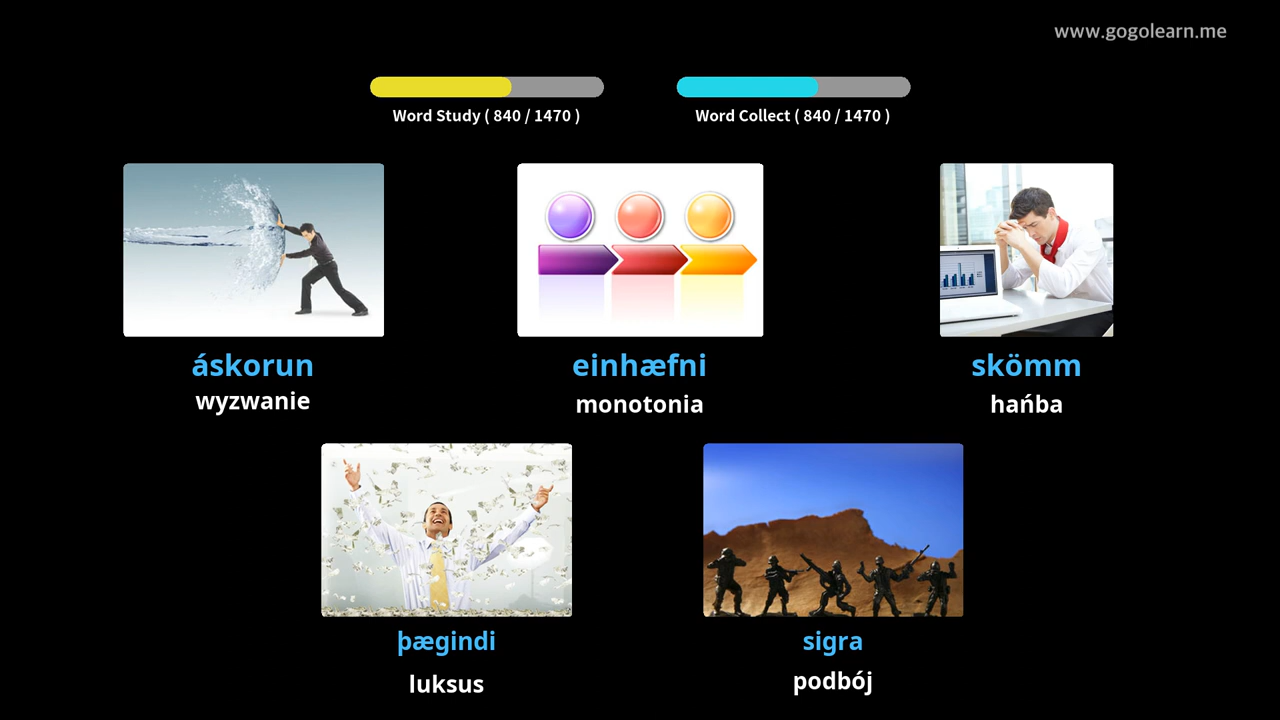 www.gogolearn.me
Word Study ( 840 / 1470 )
Word Collect ( 840 / 1470 )
áskorun
wyzwanie
einhæfni
monotonia
skömm
hańba
þægindi
luksus
sigra
podbój